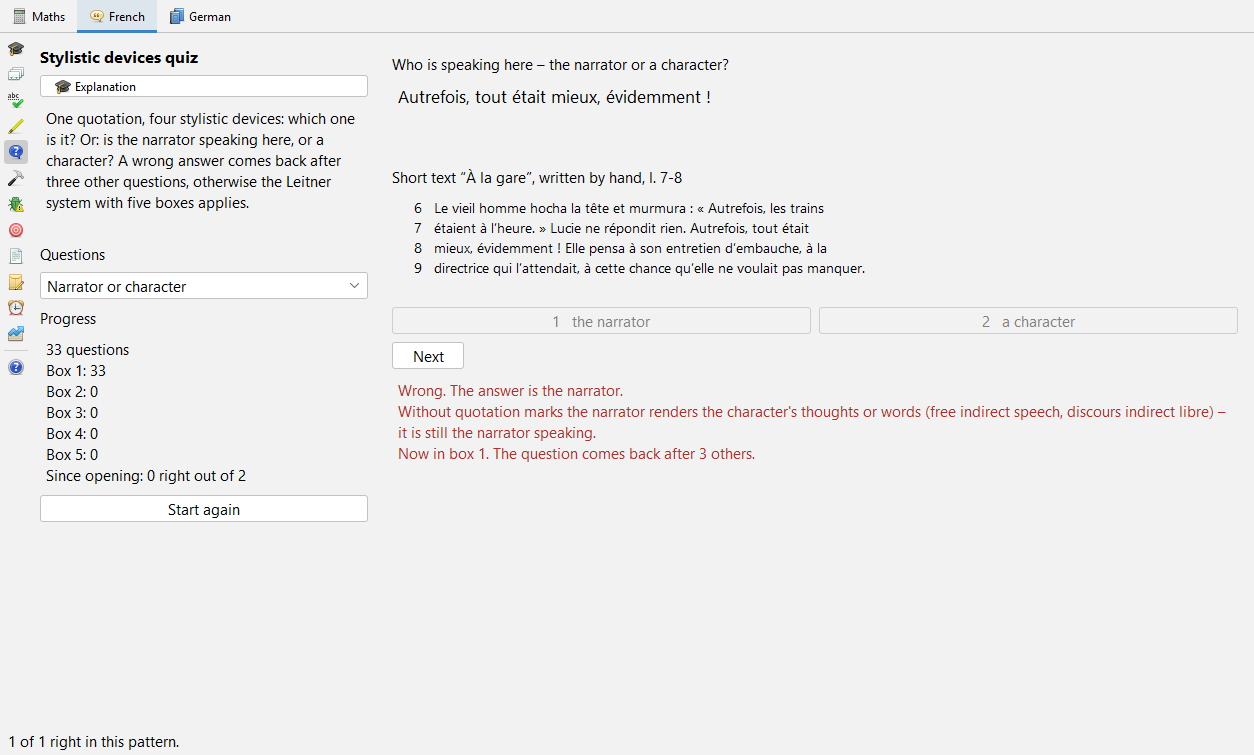 Maths
French
German
Stylistic devices quiz
Explanation
One quotation, four stylistic devices: which one
is it? Or: is the narrator speaking here, or a
character? A wrong answer comes back after
three other questions, otherwise the Leitner
system with five boxes applies.
Questions
Narrator or character
Progress
33 questions
Box 1: 33
Box 2: 0
Box 3: 0
Box 4: 0
Box 5: 0
Since opening: 0 right out of 2
Start again
Who is speaking here – the narrator or a character?
Autrefois, tout était mieux, évidemment !
Short text “À la gare”, written by hand, l. 7-8
6 Le vieil homme hocha la tête et murmura : « Autrefois, les trains
7 étaient à l’heure. » Lucie ne répondit rien. Autrefois, tout était
8 mieux, évidemment ! Elle pensa à son entretien d’embauche, à la
9 directrice qui l’attendait, à cette chance qu’elle ne voulait pas manquer.
1 the narrator
2 a character
Next
Wrong. The answer is the narrator.
Without quotation marks the narrator renders the character's thoughts or words (free indirect speech, discours indirect libre) –
it is still the narrator speaking.
Now in box 1. The question comes back after 3 others.
1 of 1 right in this pattern.